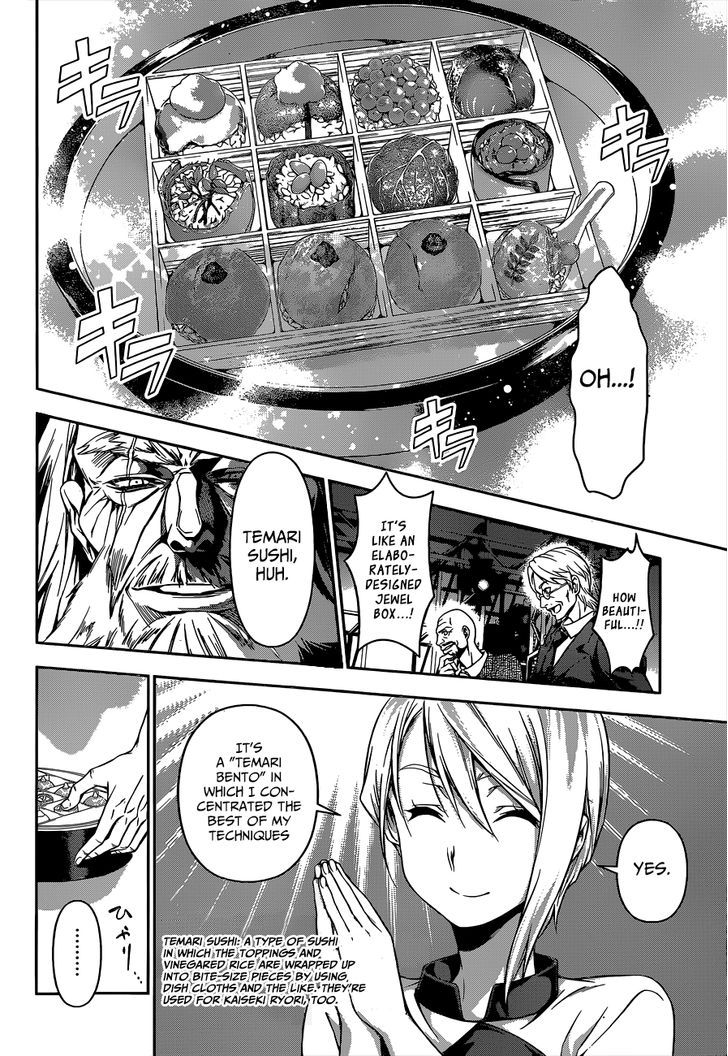 キラ
キラ
キラ
キラ
OH...!
HOW
BEAUTI-
FUL...!!
IT'S
LIKE AN
ELABO-
RATELY-
DESIGNED
JEWEL
BOX...!
TEMARI
SUSHI,
HUH.
YES.
IT'S
A "TEMARI
BENTO" IN
WHICH I CON-
CENTRATED THE
BEST OF MY
TECHNIQUES
TEMARI SUSHI: A TYPE OF SUSHI
IN WHICH THE TOPPINGS AND
VINEGARED RICE ARE WRAPPED UP
INTO BITE-SIZE PIECES BY USING
DISH CLOTHS AND THE LIKE. THEY'RE
USED FOR KAISEKI RYORI, TOO.
ひゃり…
.........